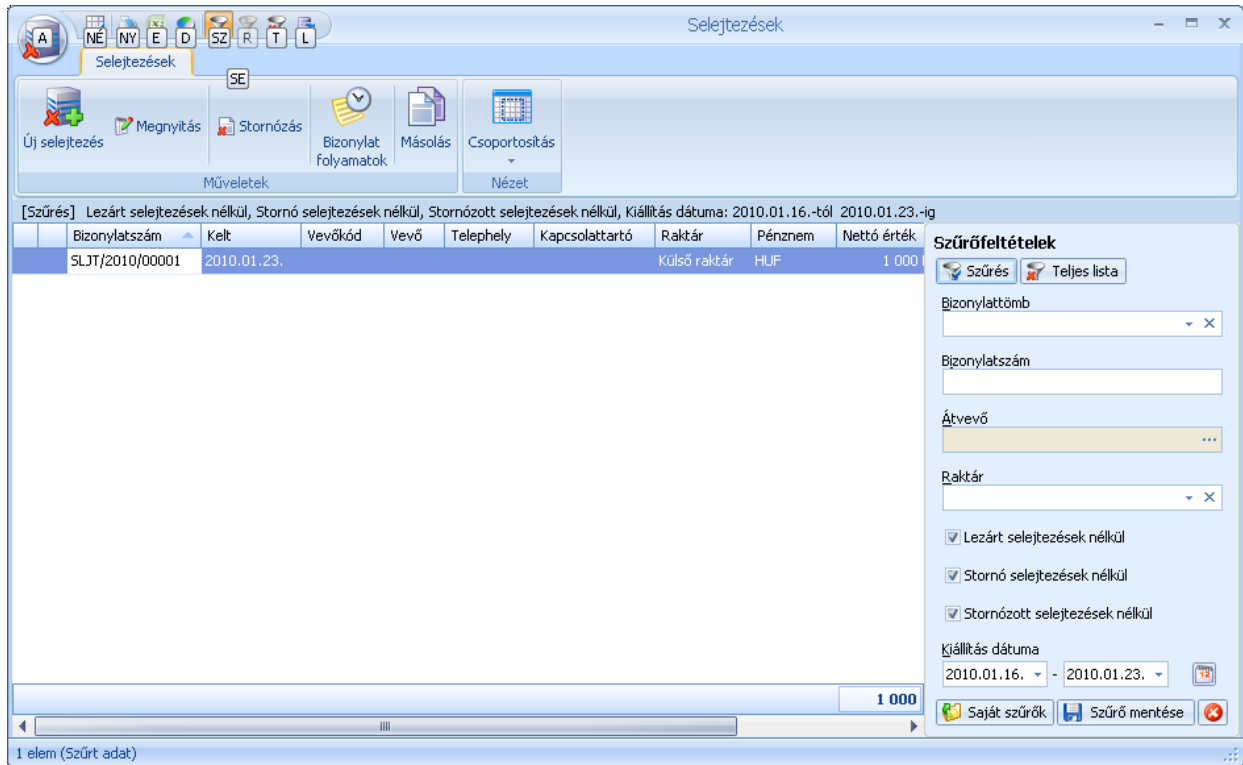 Selejtezések
A NÉ NY E D SZ R T L
Selejtezések
SE
Új selejtezés
Megnyitás
Stornózás
Bizonylat
folyamatok
Másolás
Csoportosítás
Műveletek
Nézet
[Szűrés] Lezárt selejtezések nélkül, Stornó selejtezések nélkül, Stornózott selejtezések nélkül, Kiállítás dátuma: 2010.01.16.-tól 2010.01.23.-ig
Bizonylatszám Kelt Vevőkód Vevő Telephely Kapcsolattartó Raktár Pénznem Nettó érték
SLJT/2010/00001 2010.01.23. Külső raktár HUF 1 000
1 000
Szűrőfeltételek
Szűrés Teljes lista
Bizonylattömb
Bizonylatszám
Átvevő
Raktár
Lezárt selejtezések nélkül
Stornó selejtezések nélkül
Stornózott selejtezések nélkül
Kiállítás dátuma
2010.01.16. - 2010.01.23. 12
Saját szűrők Szűrő mentése
1 elem (Szűrt adat)